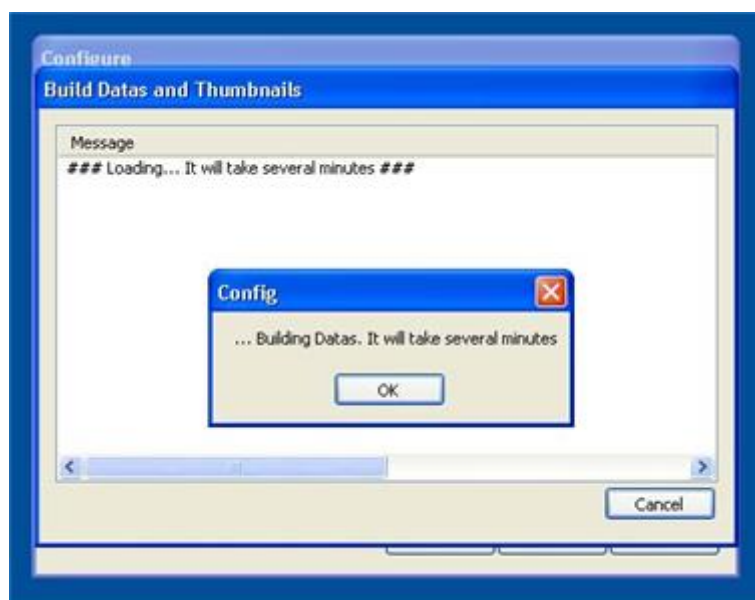 Configure
Build Datas and Thumbnails
Message
### Loading... It will take several minutes ###
Config
... Building Datas. It will take several minutes
OK
Cancel